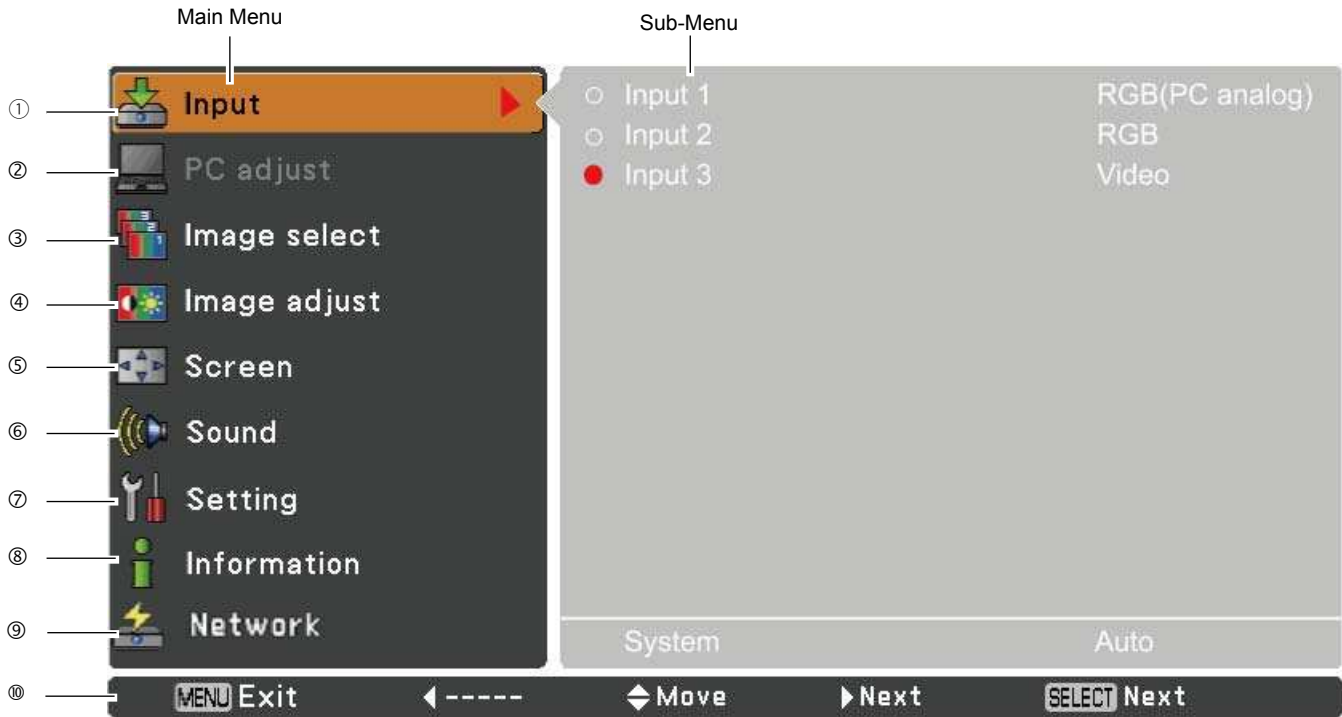 Main Menu
Sub-Menu
① Input
② PC adjust
③ Image select
④ Image adjust
⑤ Screen
⑥ Sound
⑦ Setting
⑧ Information
⑨ Network
Input 1 RGB(PC analog)
Input 2 RGB
Input 3 Video
System Auto
⑩ MENU Exit ◀----- Move ▶Next SELECT Next